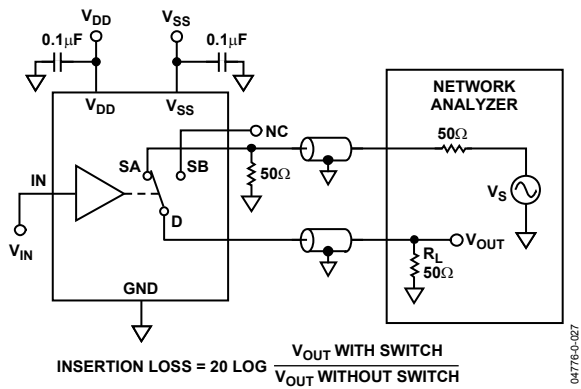 VDD
VSS
0.1µF
0.1µF
VDD
VSS
NETWORK
ANALYZER
NC
SA
SB
50Ω
50Ω
IN
VS
D
VIN
VOUT
RL
50Ω
GND
INSERTION LOSS = 20 LOG VOUT WITH SWITCH
VOUT WITHOUT SWITCH
04776-0-027